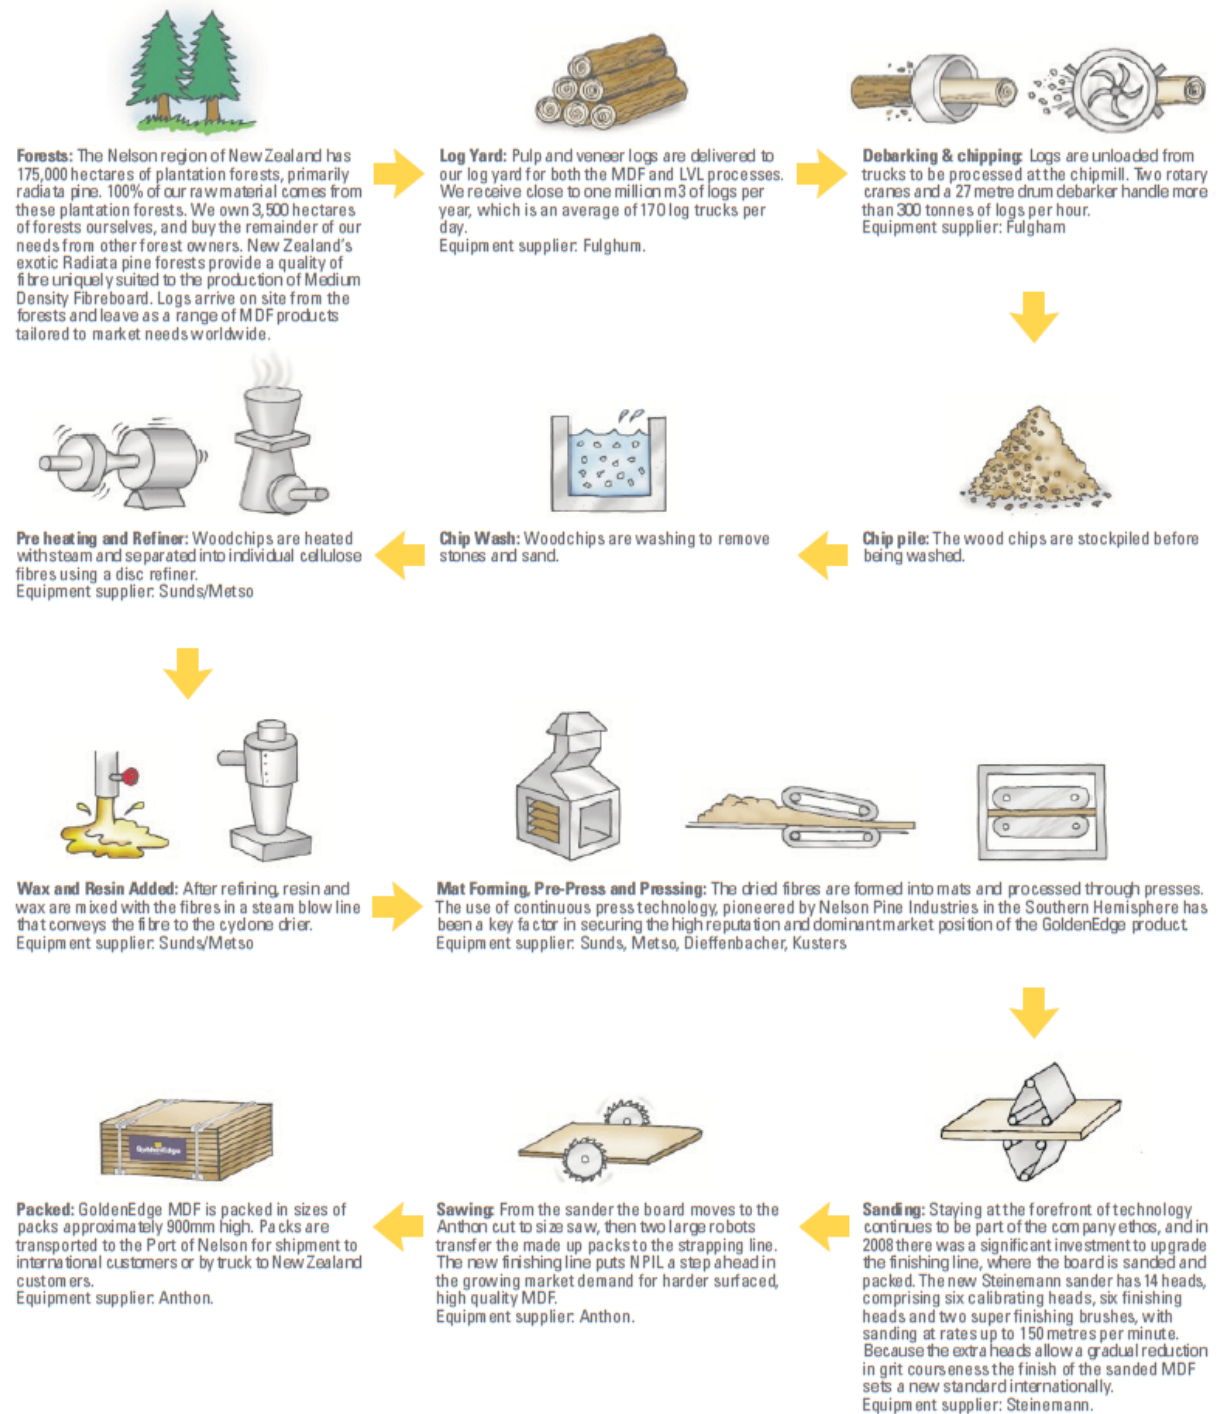 Forests: The Nelson region of New Zealand has
175,000 hectares of plantation forests, primarily
radiata pine. 100% of our raw material comes from
these plantation forests. We own 3,500 hectares
of forests ourselves, and buy the remainder of our
needs from other forest owners. New Zealand's
exotic Radiata pine forests provide a quality of
fibre uniquely suited to the production of Medium
Density Fibreboard. Logs arrive on site from the
forests and leave as a range of MDF products
tailored to market needs worldwide.
Log Yard: Pulp and veneer logs are delivered to
our log yard for both the MDF and LVL processes.
We receive close to one million m3 of logs per
year, which is an average of 170 log trucks per
day.
Equipment supplier: Fulghum.
Debarking & chipping: Logs are unloaded from
trucks to be processed at the chipmill. Two rotary
cranes and a 27 metre drum debarker handle more
than 300 tonnes of logs per hour.
Equipment supplier: Fulgham
Pre heating and Refiner: Woodchips are heated
with steam and separated into individual cellulose
fibres using a disc refiner.
Equipment supplier: Sunds/Metso
Chip Wash: Woodchips are washing to remove
stones and sand.
Chip pile: The wood chips are stockpiled before
being washed.
Wax and Resin Added: After refining, resin and
wax are mixed with the fibres in a steam blow line
that conveys the fibre to the cyclone drier.
Equipment supplier: Sunds/Metso
Mat Forming, Pre-Press and Pressing: The dried fibres are formed into mats and processed through presses.
The use of continuous press technology, pioneered by Nelson Pine Industries in the Southern Hemisphere has
been a key factor in securing the high reputation and dominant market position of the GoldenEdge product.
Equipment supplier: Sunds, Metso, Dieffenbacher, Kusters
GoldenEdge
Packed: GoldenEdge MDF is packed in sizes of
packs approximately 900mm high. Packs are
transported to the Port of Nelson for shipment to
international customers or by truck to New Zealand
customers.
Equipment supplier: Anthon.
Sawing: From the sander the board moves to the
Anthon cut to size saw, then two large robots
transfer the made up packs to the strapping line.
The new finishing line puts NPIL a step ahead in
the growing market demand for harder surfaced,
high quality MDF.
Equipment supplier: Anthon.
Sanding: Staying at the forefront of technology
continues to be part of the company ethos, and in
2008 there was a significant investment to upgrade
the finishing line, where the board is sanded and
packed. The new Steinemann sander has 14 heads,
comprising six calibrating heads, six finishing
heads and two super finishing brushes, with
sanding at rates up to 150 metres per minute.
Because the extra heads allow a gradual reduction
in grit courseness the finish of the sanded MDF
sets a new standard internationally.
Equipment supplier: Steinemann.